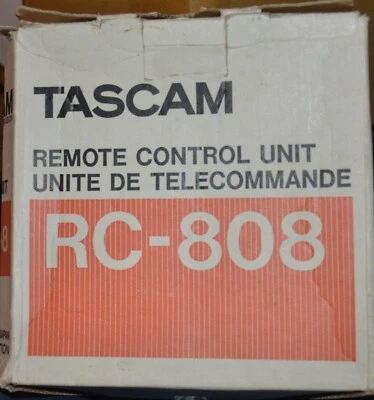 TASCAM
REMOTE CONTROL UNIT
UNITE DE TELECOMMANDE
RC-808